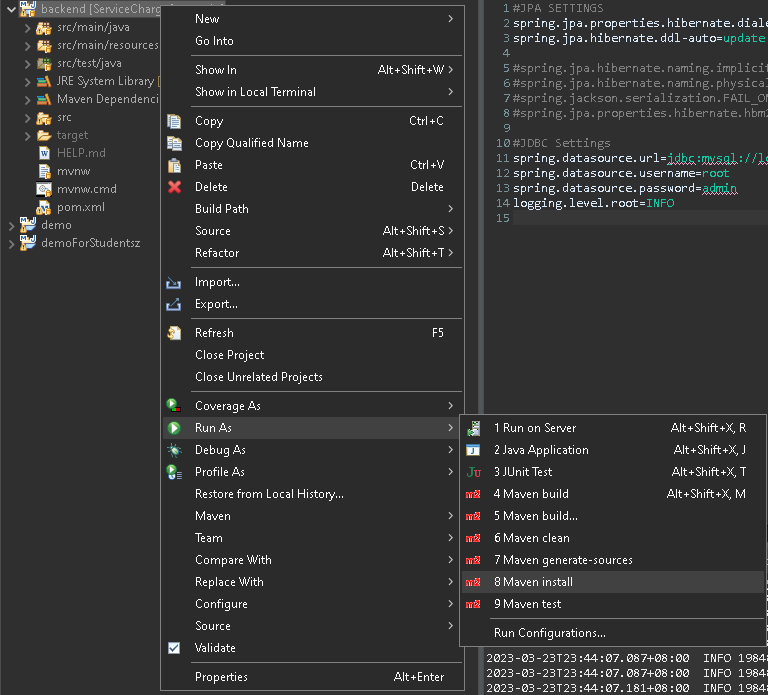 backend [ServiceChar
src/main/java
src/main/resources
src/test/java
JRE System Library [
Maven Dependenci
src
target
HELP.md
mvnw
mvnw.cmd
pom.xml
demo
demoForStudentsz
New
Go Into
Show In Alt+Shift+W
Show in Local Terminal
Copy Ctrl+C
Copy Qualified Name
Paste Ctrl+V
Delete Delete
Build Path
Source Alt+Shift+S
Refactor Alt+Shift+T
Import...
Export...
Refresh F5
Close Project
Close Unrelated Projects
Coverage As
Run As
Debug As
Profile As
Restore from Local History...
Maven
Team
Compare With
Replace With
Configure
Source
Validate
Properties Alt+Enter
1 Run on Server Alt+Shift+X, R
2 Java Application Alt+Shift+X, J
3 JUnit Test Alt+Shift+X, T
4 Maven build Alt+Shift+X, M
5 Maven build...
6 Maven clean
7 Maven generate-sources
8 Maven install
9 Maven test
Run Configurations...
1 #JPA SETTINGS
2 spring.jpa.properties.hibernate.diale
3 spring.jpa.hibernate.ddl-auto=update
4
5 #spring.jpa.hibernate.naming.implicit
6 #spring.jpa.hibernate.naming.physical
7 #spring.jackson.serialization.FAIL_ON
8 #spring.jpa.properties.hibernate.hbm2
9
10 #JDBC Settings
11 spring.datasource.url=jdbc:mysql://lo
12 spring.datasource.username=root
13 spring.datasource.password=admin
14 logging.level.root=INFO
15
2023-03-23T23:44:07.087+08:00 INFO 1984
2023-03-23T23:44:07.087+08:00 INFO 1984
2023-03-23T23:44:07.181+08:00 INFO 1984